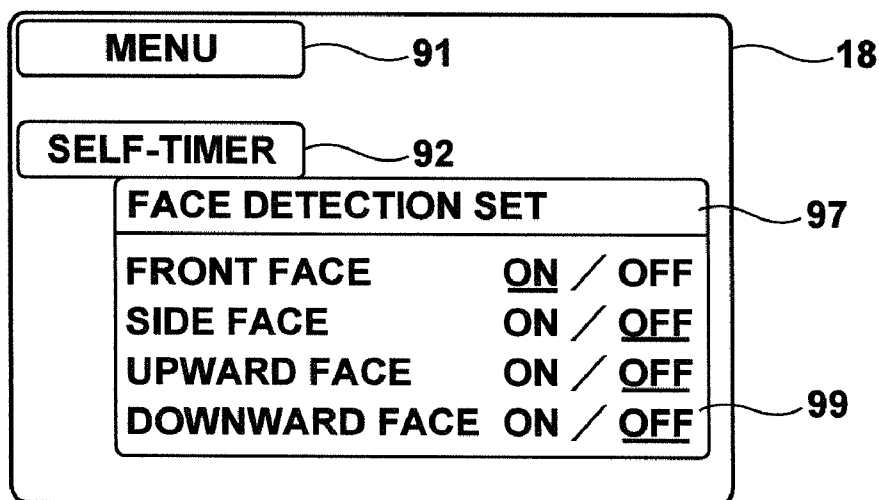 MENU 91 18
SELF-TIMER 92
FACE DETECTION SET 97
FRONT FACE ON / OFF
SIDE FACE ON / OFF
UPWARD FACE ON / OFF
DOWNWARD FACE ON / OFF 99